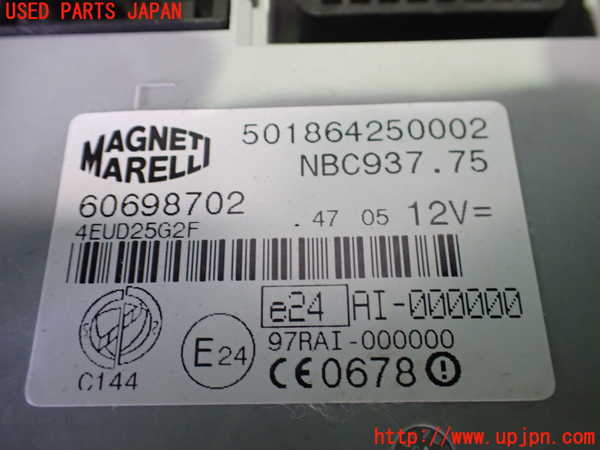 USED PARTS JAPAN
MAGNETI MARELLI
501864250002
NBC937.75
60698702
.47 05 12V=
4EUD25G2F
e24 AI-000000
E24
97RAI-000000
C144
CE0678
http://www.upjpn.com/